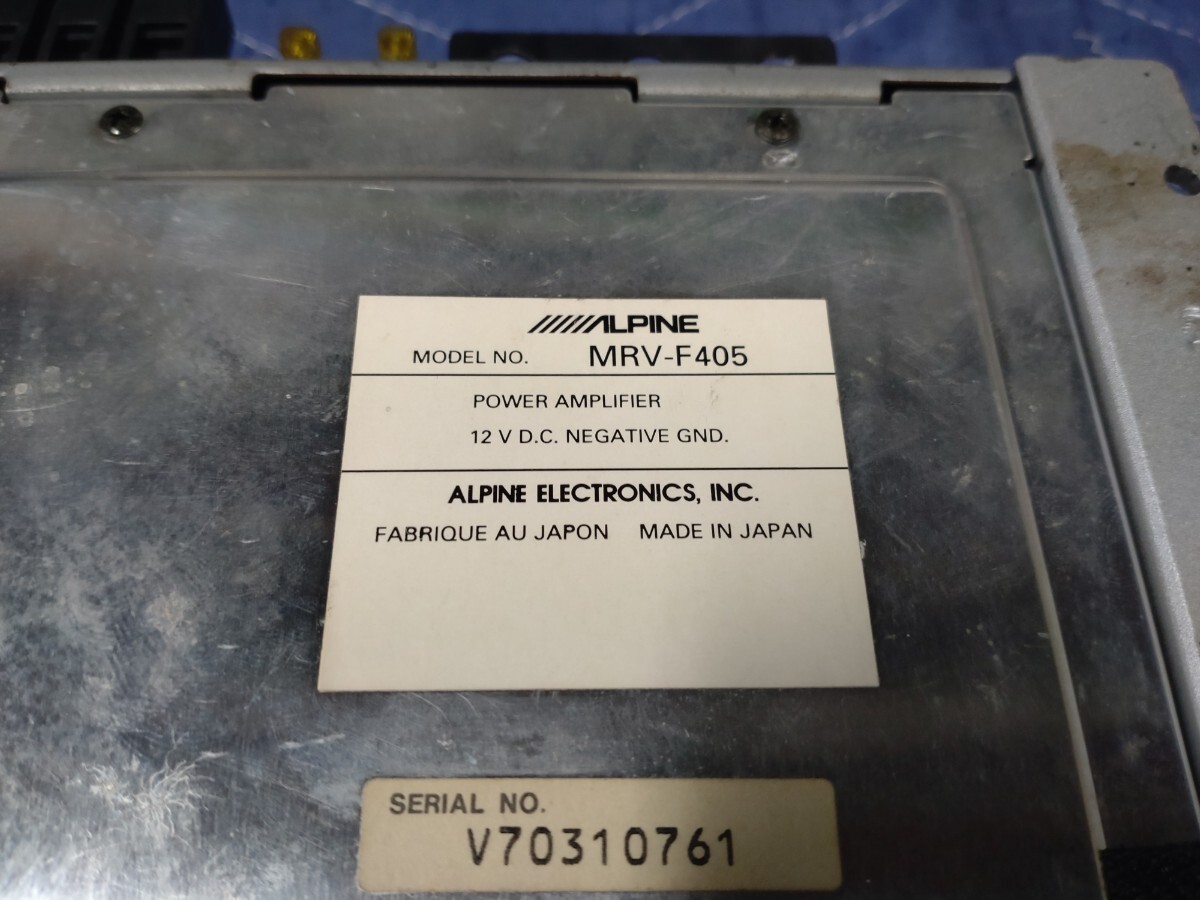 ALPINE
MODEL NO. MRV-F405
POWER AMPLIFIER
12 V D.C. NEGATIVE GND.
ALPINE ELECTRONICS, INC.
FABRIQUE AU JAPON MADE IN JAPAN
SERIAL NO.
V70310761